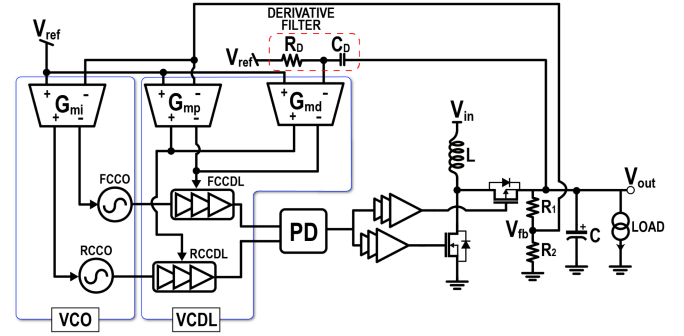 DERIVATIVE
FILTER
Vref
Vref
RD
CD
+ -
Gmi
+ -
+ -
Gmp
+ -
+ -
Gmd
+ -
Vin
L
FCCO
FCCDL
RCCO
RCCDL
PD
Vout
R1
Vfb
R2
+
C
LOAD
VCO
VCDL